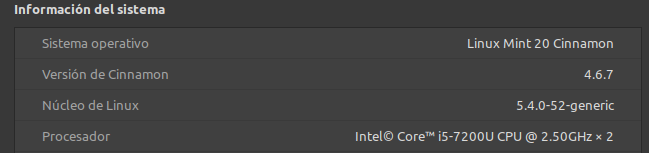 Información del sistema
Sistema operativo Linux Mint 20 Cinnamon
Versión de Cinnamon 4.6.7
Núcleo de Linux 5.4.0-52-generic
Procesador Intel© Core™ i5-7200U CPU @ 2.50GHz × 2